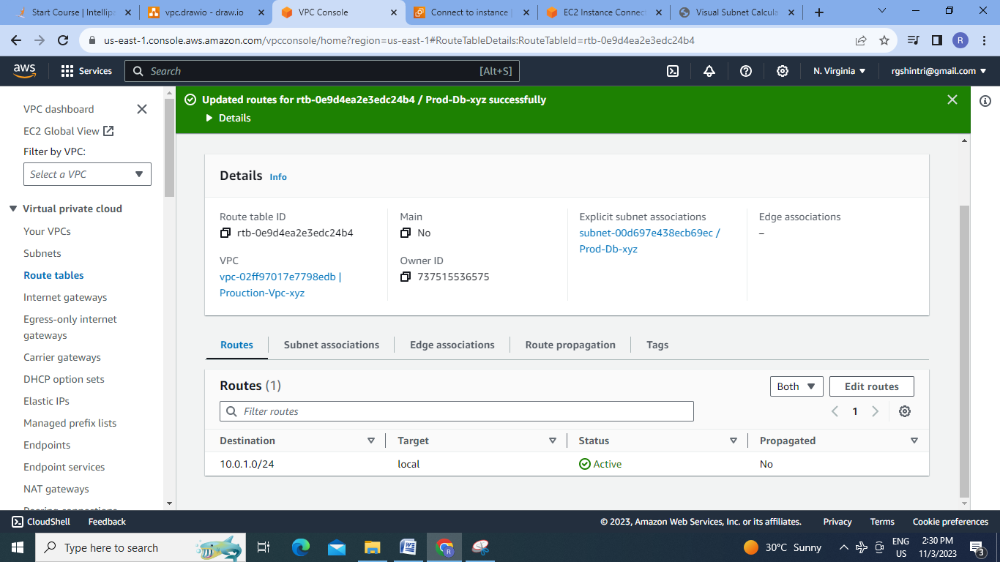 Start Course | Intellipa
vpc.drawio - draw.io
VPC Console
Connect to instance |
EC2 Instance Connect
Visual Subnet Calcula
us-east-1.console.aws.amazon.com/vpcconsole/home?region=us-east-1#RouteTableDetails:RouteTableId=rtb-0e9d4ea2e3edc24b4
R
aws
Services
Search
[Alt+S]
N. Virginia
rgshintri@gmail.com
VPC dashboard
EC2 Global View
Filter by VPC:
Select a VPC
Virtual private cloud
Your VPCs
Subnets
Route tables
Internet gateways
Egress-only internet
gateways
Carrier gateways
DHCP option sets
Elastic IPs
Managed prefix lists
Endpoints
Endpoint services
NAT gateways
Peering connections
Updated routes for rtb-0e9d4ea2e3edc24b4 / Prod-Db-xyz successfully
Details
Details Info
Route table ID
rtb-0e9d4ea2e3edc24b4
Main
No
Explicit subnet associations
subnet-00d697e438ecb69ec /
Prod-Db-xyz
Edge associations
–
VPC
vpc-02ff97017e7798edb |
Prouction-Vpc-xyz
Owner ID
737515536575
Routes
Subnet associations
Edge associations
Route propagation
Tags
Routes (1)
Both
Edit routes
Filter routes
1
Destination
Target
Status
Propagated
10.0.1.0/24
local
Active
No
CloudShell
Feedback
© 2023, Amazon Web Services, Inc. or its affiliates.
Privacy
Terms
Cookie preferences
Type here to search
30°C Sunny
ENG
US
2:30 PM
11/3/2023
3